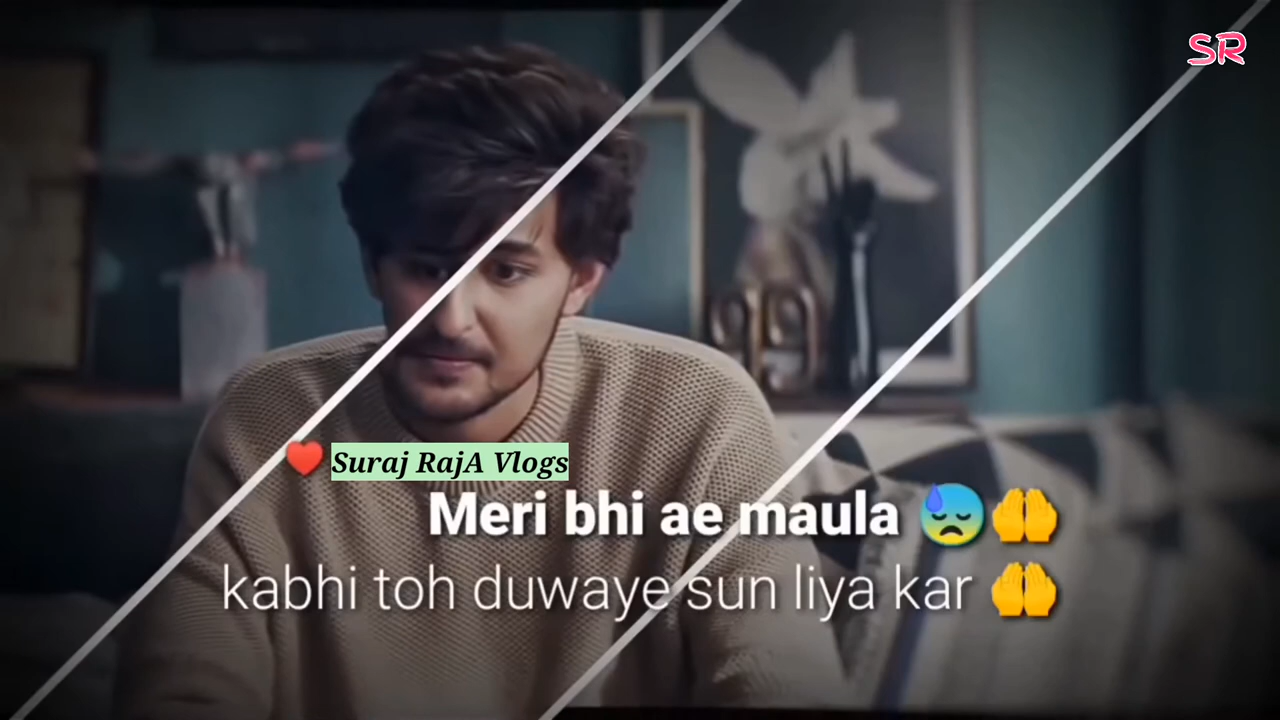 SR
♥️ Suraj RajA Vlogs
Meri bhi ae maula 😓🤲
kabhi toh duwaye sun liya kar 🤲